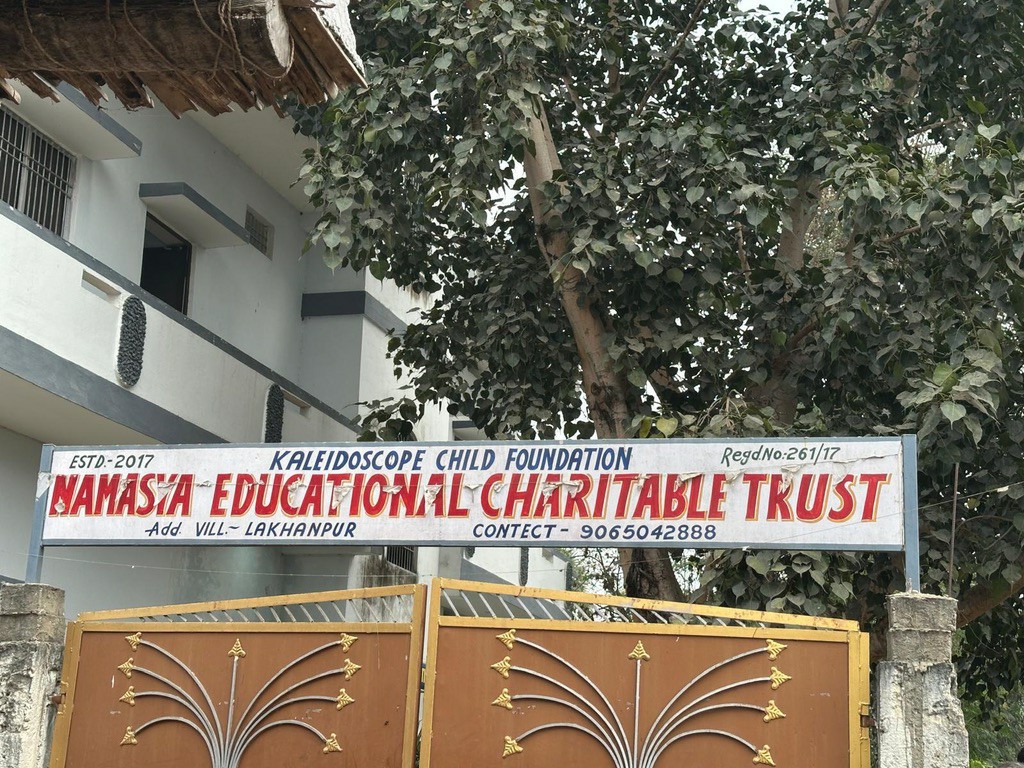 ESTD.-2017 KALEIDOSCOPE CHILD FOUNDATION Regd No.-261/17
NAMASYA EDUCATIONAL CHARITABLE TRUST
Add. VILL:- LAKHANPUR CONTECT- 9065042888